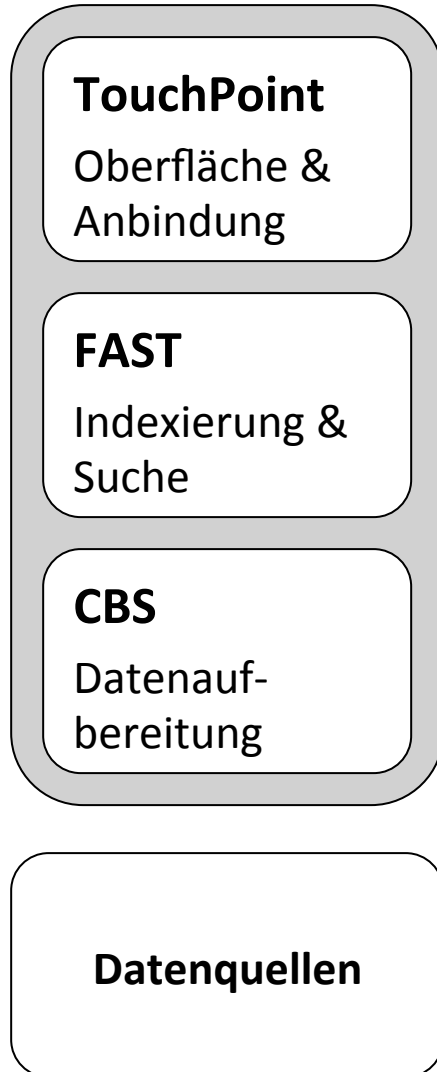 TouchPoint
Oberfläche &
Anbindung
FAST
Indexierung &
Suche
CBS
Datenauf-
bereitung
Datenquellen